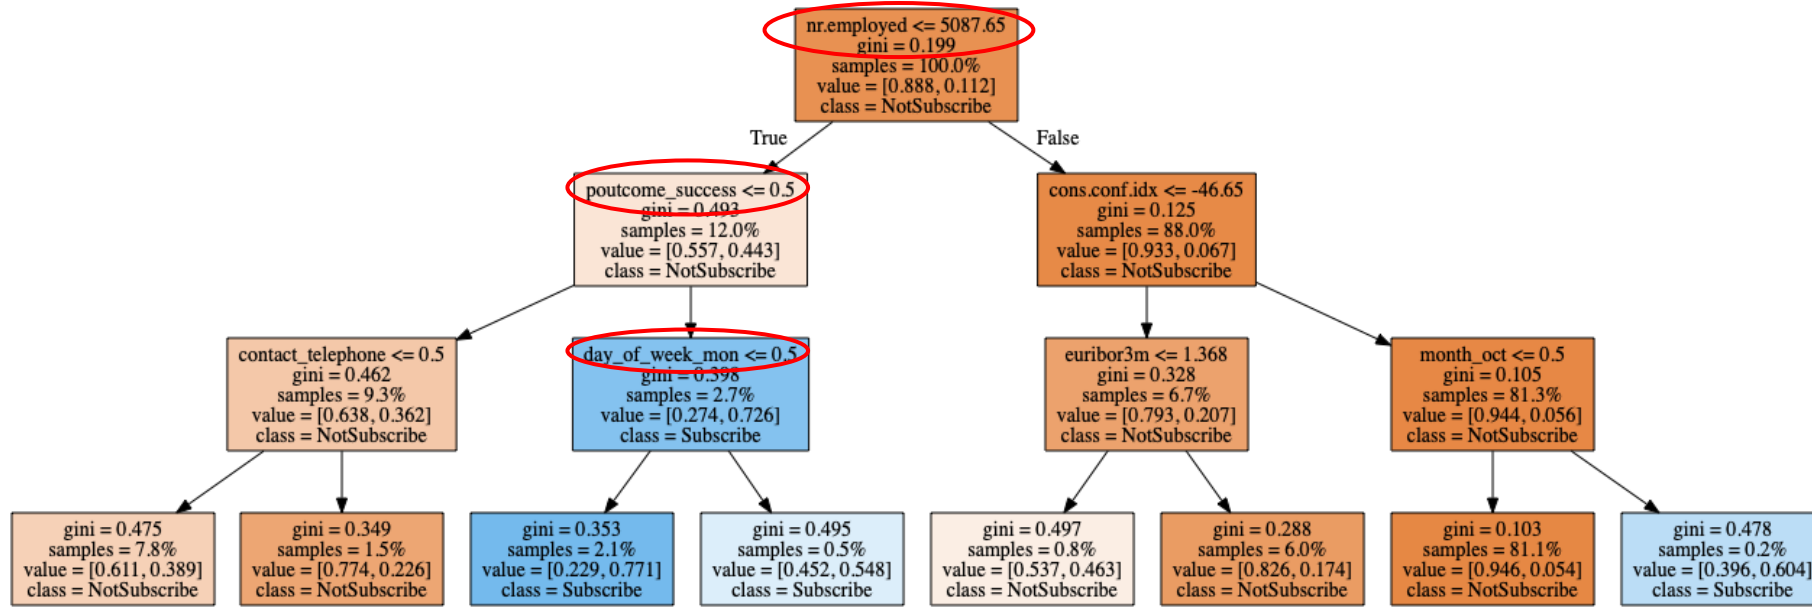 nr.employed <= 5087.65
gini = 0.199
samples = 100.0%
value = [0.888, 0.112]
class = NotSubscribe
True
False
poutcome_success <= 0.5
gini = 0.493
samples = 12.0%
value = [0.557, 0.443]
class = NotSubscribe
cons.conf.idx <= -46.65
gini = 0.125
samples = 88.0%
value = [0.933, 0.067]
class = NotSubscribe
contact_telephone <= 0.5
gini = 0.462
samples = 9.3%
value = [0.638, 0.362]
class = NotSubscribe
day_of_week_mon <= 0.5
gini = 0.398
samples = 2.7%
value = [0.274, 0.726]
class = Subscribe
euribor3m <= 1.368
gini = 0.328
samples = 6.7%
value = [0.793, 0.207]
class = NotSubscribe
month_oct <= 0.5
gini = 0.105
samples = 81.3%
value = [0.944, 0.056]
class = NotSubscribe
gini = 0.475
samples = 7.8%
value = [0.611, 0.389]
class = NotSubscribe
gini = 0.349
samples = 1.5%
value = [0.774, 0.226]
class = NotSubscribe
gini = 0.353
samples = 2.1%
value = [0.229, 0.771]
class = Subscribe
gini = 0.495
samples = 0.5%
value = [0.452, 0.548]
class = Subscribe
gini = 0.497
samples = 0.8%
value = [0.537, 0.463]
class = NotSubscribe
gini = 0.288
samples = 6.0%
value = [0.826, 0.174]
class = NotSubscribe
gini = 0.103
samples = 81.1%
value = [0.946, 0.054]
class = NotSubscribe
gini = 0.478
samples = 0.2%
value = [0.396, 0.604]
class = Subscribe